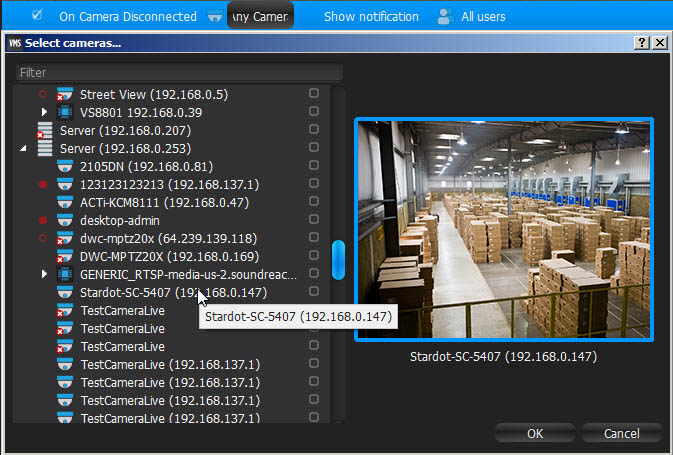 On Camera Disconnected Any Camer Show notification All users
VMS Select cameras...
Filter
Street View (192.168.0.5)
VS8801 192.168.0.39
Server (192.168.0.207)
Server (192.168.0.253)
2105DN (192.168.0.81)
123123123213 (192.168.137.1)
ACTi-KCM8111 (192.168.0.47)
desktop-admin
dwc-mptz20x (64.239.139.118)
DWC-MPTZ20X (192.168.0.169)
GENERIC_RTSP-media-us-2.soundreac...
Stardot-SC-5407 (192.168.0.147)
TestCameraLive
Stardot-SC-5407 (192.168.0.147)
TestCameraLive
TestCameraLive
TestCameraLive (192.168.137.1)
TestCameraLive (192.168.137.1)
TestCameraLive (192.168.137.1)
TestCameraLive (192.168.137.1)
Stardot-SC-5407 (192.168.0.147)
OK Cancel